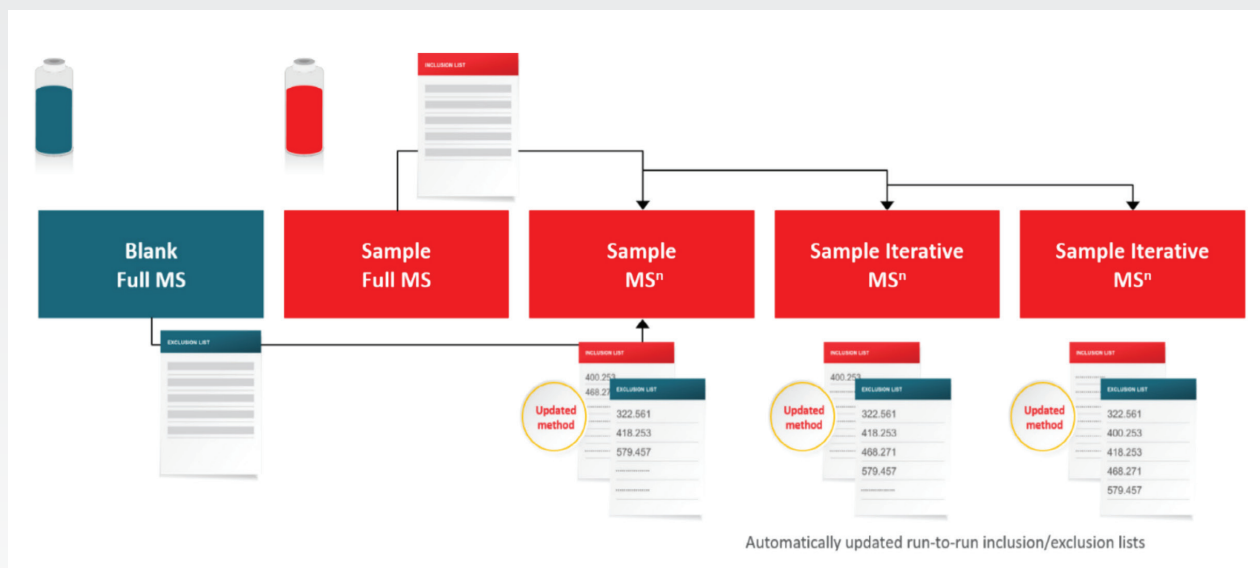 INCLUSION LIST
Blank
Full MS
Sample
Full MS
Sample
MSⁿ
Sample Iterative
MSⁿ
Sample Iterative
MSⁿ
EXCLUSION LIST
INCLUSION LIST
400.253
Updated
method
EXCLUSION LIST
322.561
418.253
579.457
INCLUSION LIST
400.253
Updated
method
EXCLUSION LIST
322.561
418.253
468.271
579.457
INCLUSION LIST
Updated
method
EXCLUSION LIST
322.561
400.253
418.253
468.271
579.457
Automatically updated run-to-run inclusion/exclusion lists